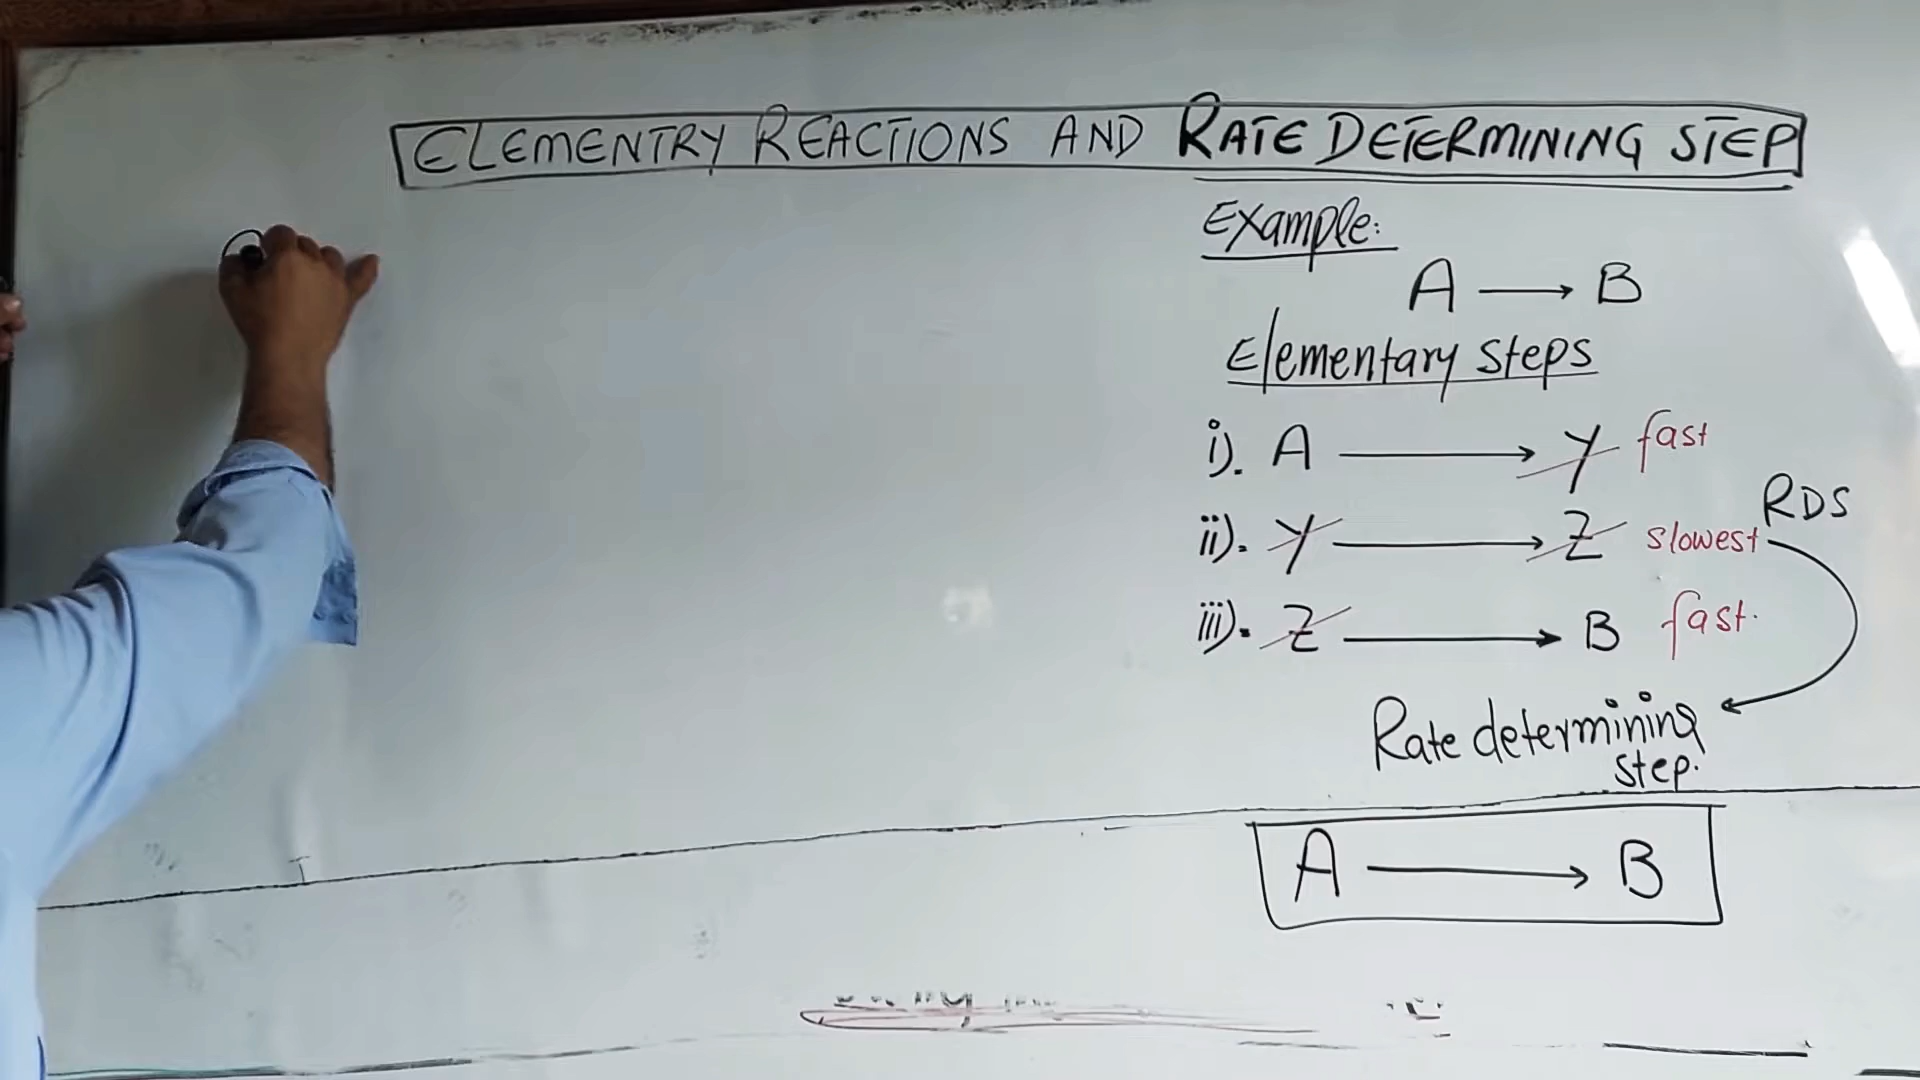 ELEMENTRY REACTIONS AND RATE DETERMINING STEP
Example:
A → B
Elementary steps
i). A → Y fast
ii). Y → Z slowest RDS
iii). Z → B fast.
Rate determining
step.
A → B